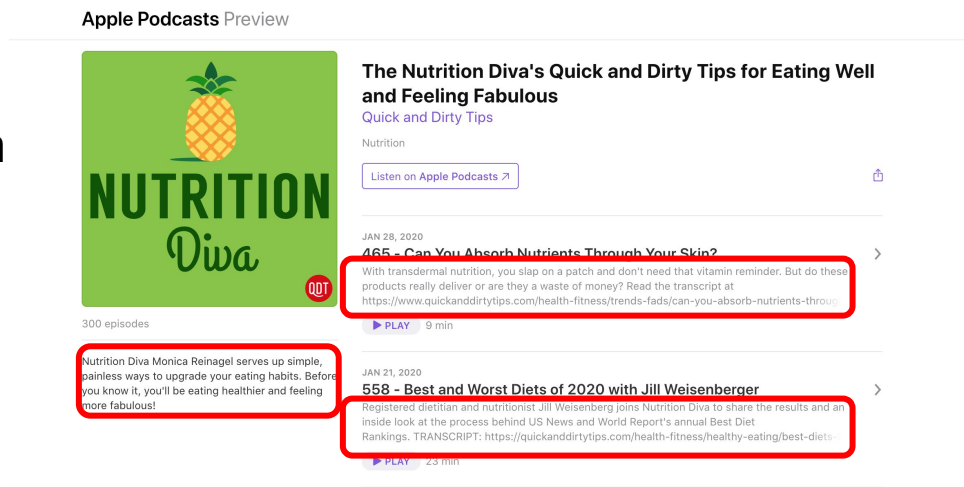 Apple Podcasts Preview
NUTRITION
Diva
QDT
300 episodes
Nutrition Diva Monica Reinagel serves up simple,
painless ways to upgrade your eating habits. Before
you know it, you'll be eating healthier and feeling
more fabulous!
The Nutrition Diva's Quick and Dirty Tips for Eating Well
and Feeling Fabulous
Quick and Dirty Tips
Nutrition
Listen on Apple Podcasts ↗
JAN 28, 2020
465 - Can You Absorb Nutrients Through Your Skin?
With transdermal nutrition, you slap on a patch and don't need that vitamin reminder. But do these
products really deliver or are they a waste of money? Read the transcript at
https://www.quickanddirtytips.com/health-fitness/trends-fads/can-you-absorb-nutrients-throug
PLAY 9 min
JAN 21, 2020
558 - Best and Worst Diets of 2020 with Jill Weisenberger
Registered dietitian and nutritionist Jill Weisenberg joins Nutrition Diva to share the results and an
inside look at the process behind US News and World Report's annual Best Diet
Rankings. TRANSCRIPT: https://quickanddirtytips.com/health-fitness/healthy-eating/best-diets-
PLAY 23 min